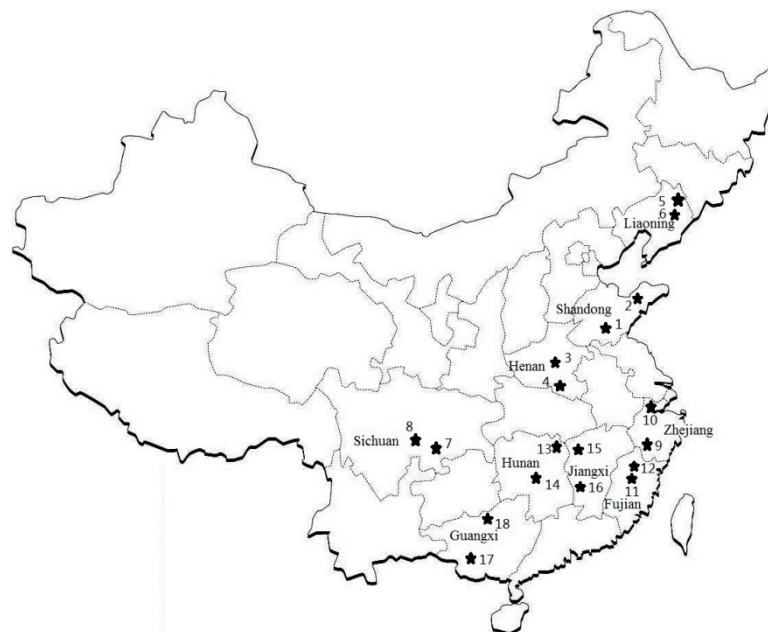 5
6
Liaoning
2
Shandong
1
3
Henan
4
10
Zhejiang
8
Sichuan
7
9
13
15
12
Hunan
Jiangxi
14
16
11
Fujian
18
Guangxi
17